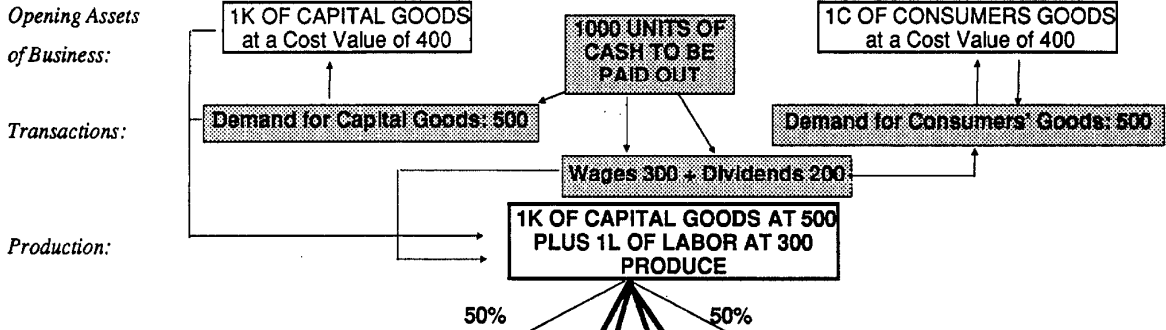 Opening Assets
of Business:
1K OF CAPITAL GOODS
at a Cost Value of 400
1000 UNITS OF
CASH TO BE
PAID OUT
1C OF CONSUMERS GOODS
at a Cost Value of 400
Transactions:
Demand for Capital Goods: 500
Demand for Consumers' Goods: 500
Wages 300 + Dividends 200
Production:
1K OF CAPITAL GOODS AT 500
PLUS 1L OF LABOR AT 300
PRODUCE
50%
50%